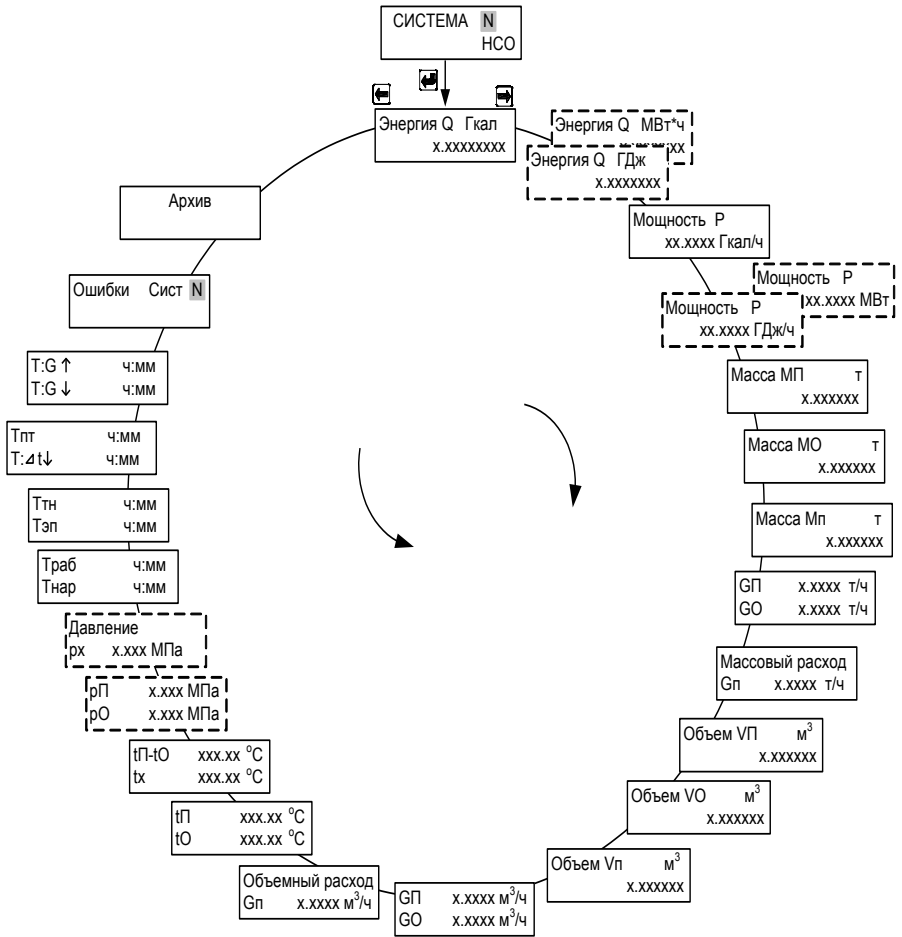 СИСТЕМА N
НСО
Энергия Q Гкал
х.хххххххх
Энергия Q МВт*ч
хх
Энергия Q ГДж
х.ххххххх
Мощность Р
хх.хххх Гкал/ч
Мощность Р
хх.хххх МВт
Мощность Р
хх.хххх ГДж/ч
Масса МП т
х.хххххх
Масса МО т
х.хххххх
Масса Мп т
х.хххххх
GП х.хххх т/ч
GО х.хххх т/ч
Массовый расход
Gп х.хххх т/ч
Объем VП м³
х.хххххх
Объем VО м³
х.хххххх
Объем Vп м³
х.хххххх
GП х.хххх м³/ч
GО х.хххх м³/ч
Объемный расход
Gп х.хххх м³/ч
tП ххх.хх ⁰С
tО ххх.хх ⁰С
tП-tО ххх.хх ⁰С
tх ххх.хх ⁰С
рП х.ххх МПа
рО х.ххх МПа
Давление
рх х.ххх МПа
Траб ч:мм
Тнар ч:мм
Ттн ч:мм
Тэп ч:мм
Тпт ч:мм
Т:⊿t↓ ч:мм
Т:G ↑ ч:мм
Т:G ↓ ч:мм
Ошибки Сист N
Архив